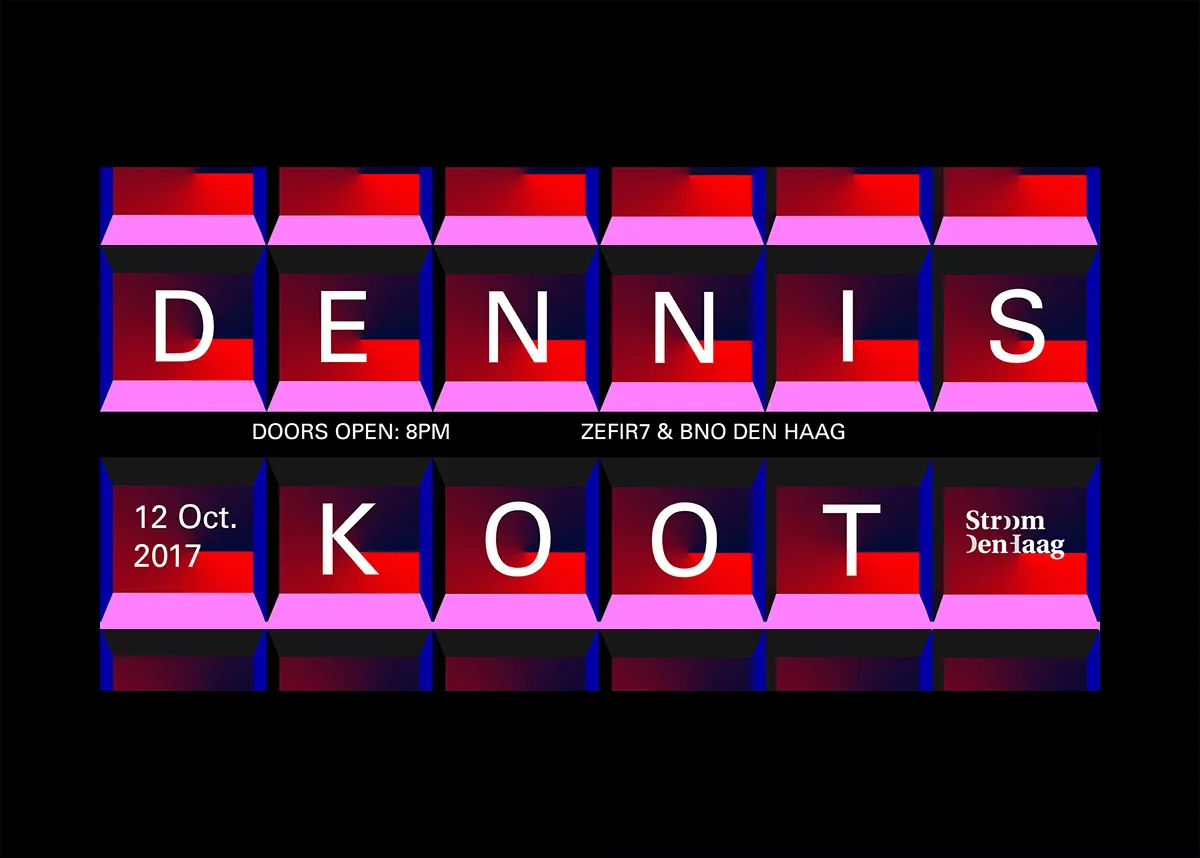 DENNIS
DOORS OPEN: 8PM
ZEFIR7 & BNO DEN HAAG
12 Oct.
2017
KOOT
Stroom
Den Haag